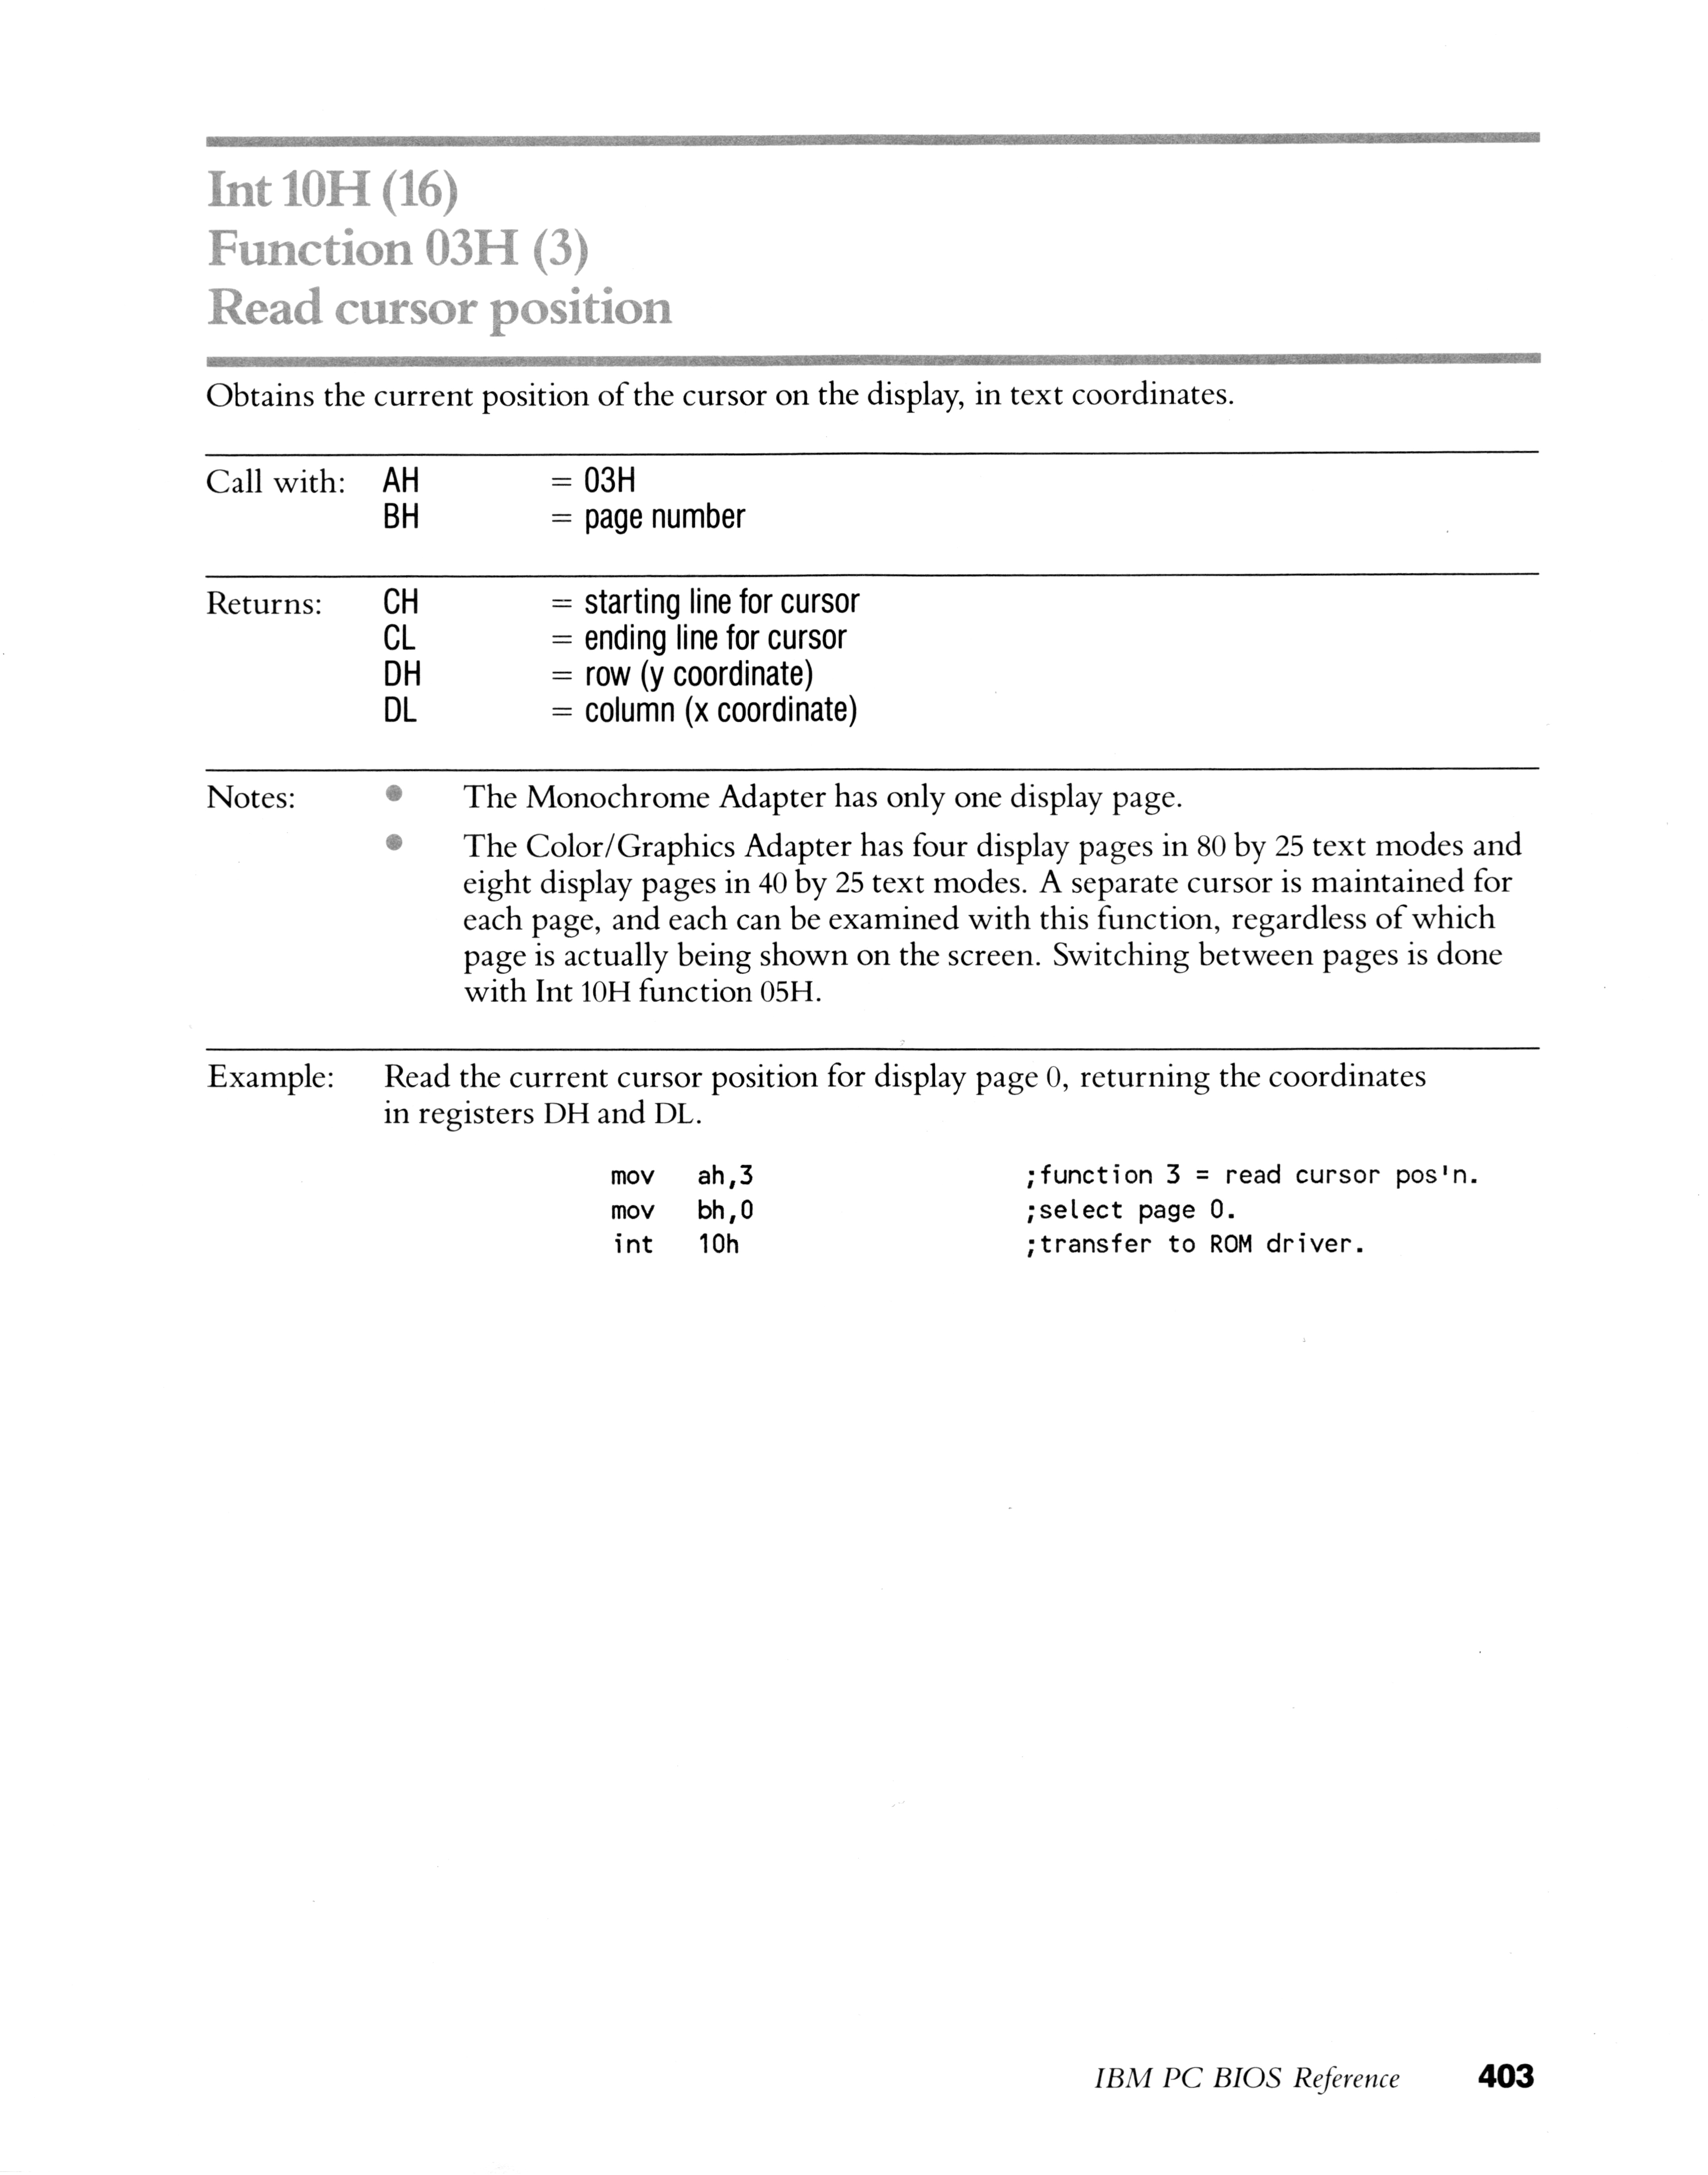 Int 10H (16)
Function 03H (3)
Read cursor position
Obtains the current position of the cursor on the display, in text coordinates.
Call with: AH = 03H
BH = page number
Returns: CH = starting line for cursor
CL = ending line for cursor
DH = row (y coordinate)
DL = column (x coordinate)
Notes: • The Monochrome Adapter has only one display page.
• The Color/Graphics Adapter has four display pages in 80 by 25 text modes and
eight display pages in 40 by 25 text modes. A separate cursor is maintained for
each page, and each can be examined with this function, regardless of which
page is actually being shown on the screen. Switching between pages is done
with Int 10H function 05H.
Example: Read the current cursor position for display page 0, returning the coordinates
in registers DH and DL.
mov ah,3 ;function 3 = read cursor pos'n.
mov bh,0 ;select page 0.
int 10h ;transfer to ROM driver.
IBM PC BIOS Reference 403